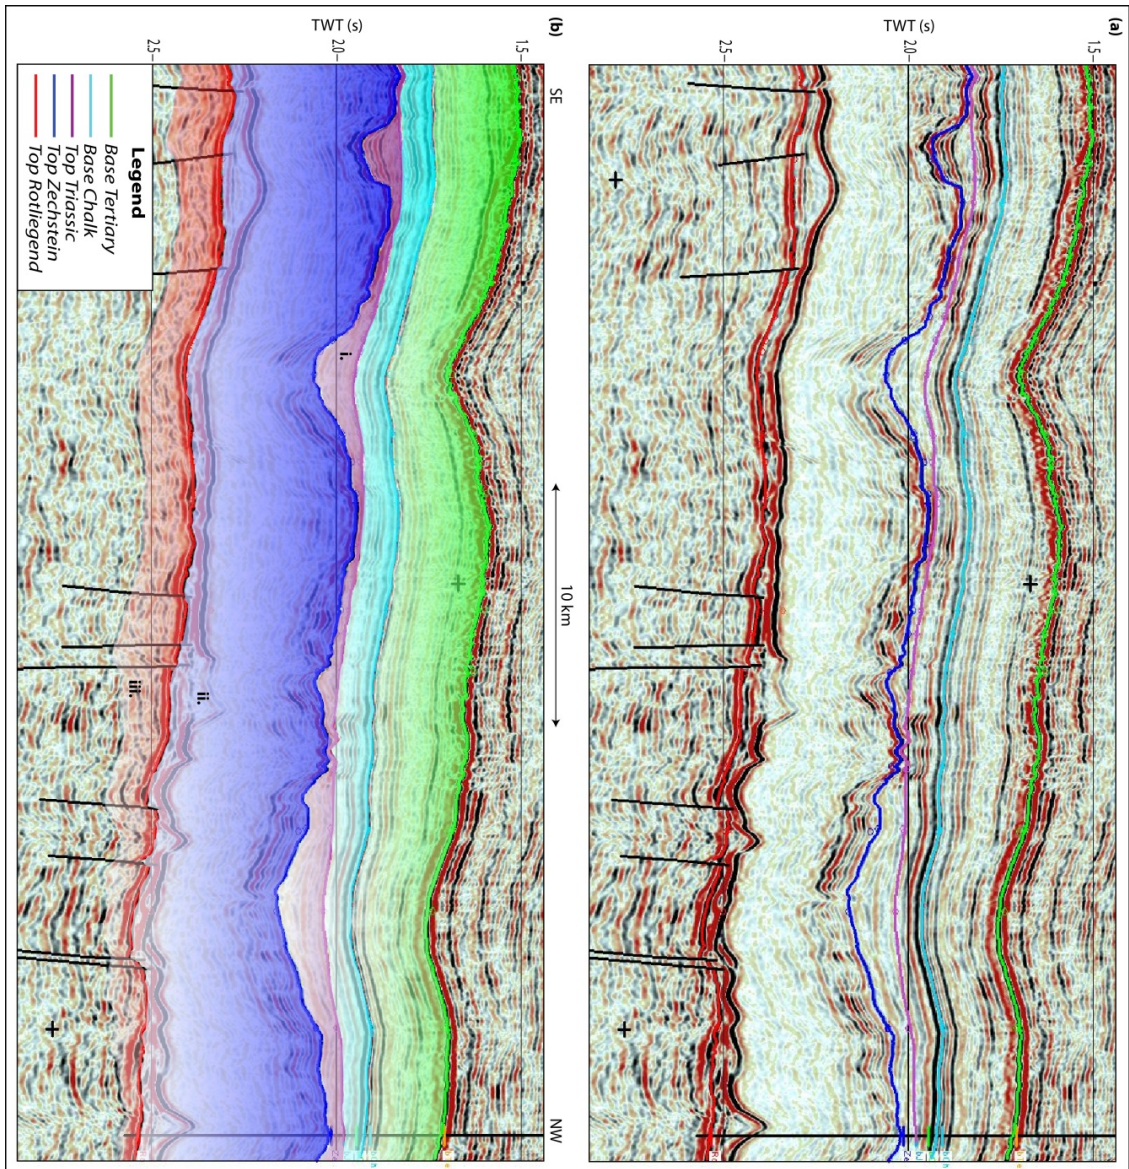 (a)
TWT (s)
1.5
2.0
2.5
(b)
TWT (s)
1.5
2.0
2.5
SE
NW
10 km
i.
ii.
iii.
Legend
Base Tertiary
Base Chalk
Top Triassic
Top Zechstein
Top Rotliegend